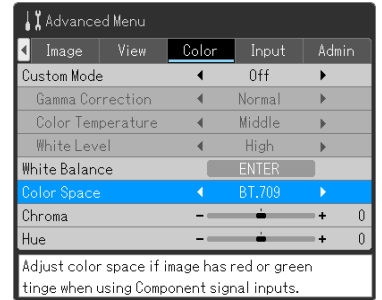 Advanced Menu
Image View Color Input Admin
Custom Mode Off
Gamma Correction Normal
Color Temperature Middle
White Level High
White Balance ENTER
Color Space BT.709
Chroma - + 0
Hue - + 0
Adjust color space if image has red or green
tinge when using Component signal inputs.